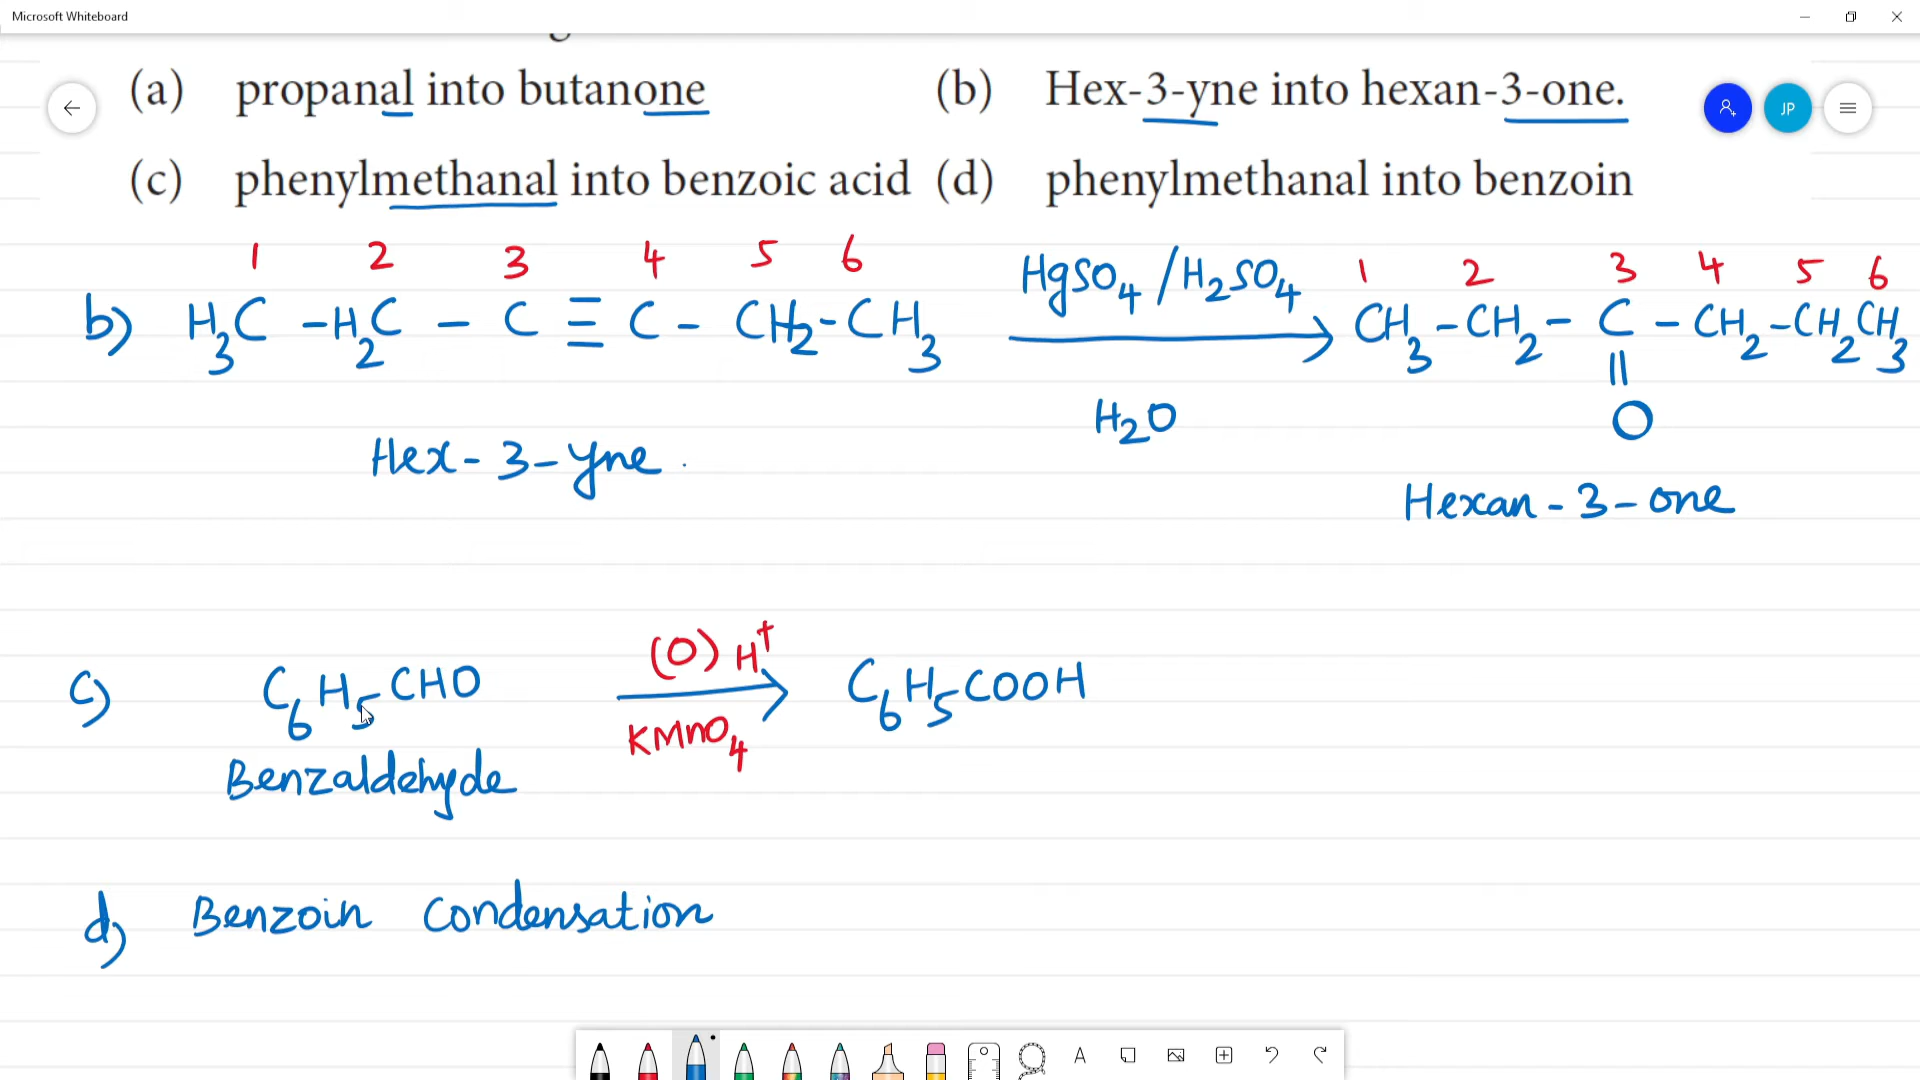 Microsoft Whiteboard
(a) propanal into butanone (b) Hex-3-yne into hexan-3-one.
JP
(c) phenylmethanal into benzoic acid (d) phenylmethanal into benzoin
1 2 3 4 5 6 HgSO4 /H2SO4 1 2 3 4 5 6
b) H3C - H2C - C ≡ C - CH2 - CH3 → CH3 - CH2 - C - CH2 - CH2 CH3
||
H2O O
Hex - 3 - yne . Hexan - 3 - one
(O) H+
c) C6H5CHO → C6H5COOH
KMnO4
Benzaldehyde
d) Benzoin Condensation
A